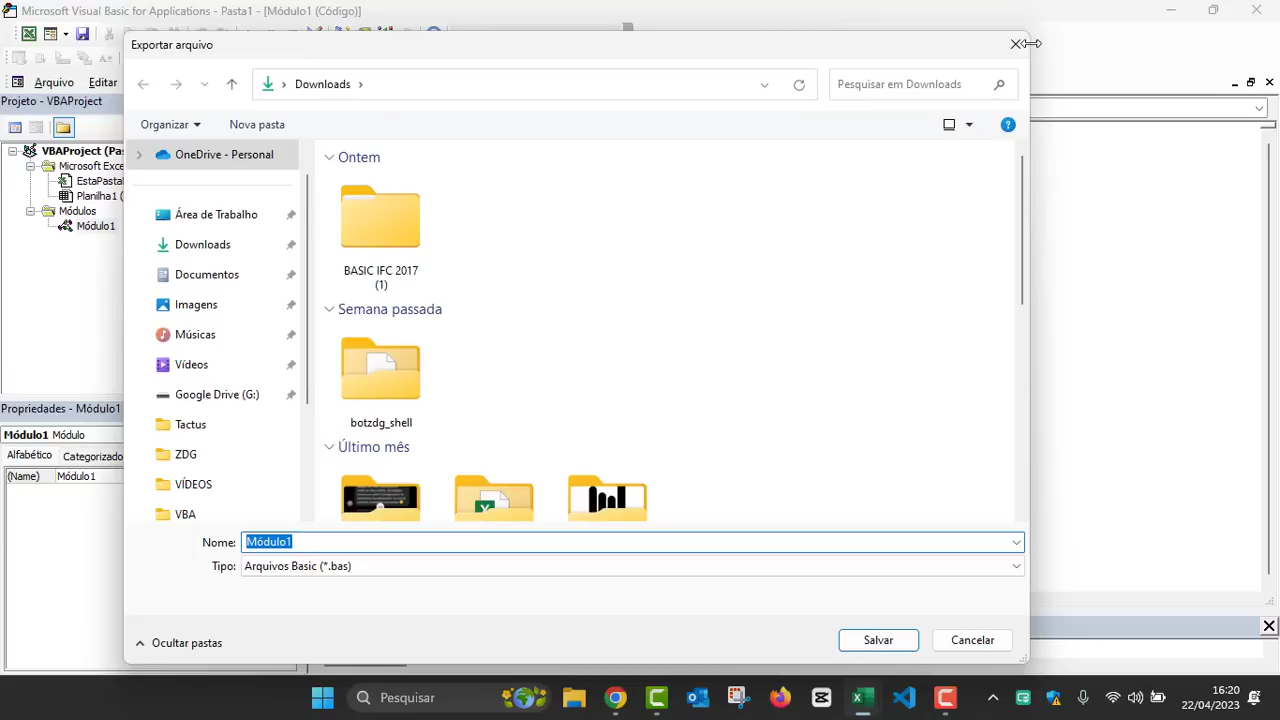 Microsoft Visual Basic for Applications - Pasta1 - [Módulo1 (Código)]
Exportar arquivo
Arquivo
Editar
Downloads
Pesquisar em Downloads
Projeto - VBAProject
Organizar
Nova pasta
VBAProject (Pas
Microsoft Exce
EstaPasta
Planilha1 (
Módulos
Módulo1
OneDrive - Personal
Área de Trabalho
Downloads
Documentos
Imagens
Músicas
Vídeos
Google Drive (G:)
Tactus
ZDG
VÍDEOS
VBA
Ontem
BASIC IFC 2017
(1)
Semana passada
botzdg_shell
Último mês
Propriedades - Módulo1
Módulo1 Módulo
Alfabético
Categorizado
(Name)
Módulo1
Nome:
Módulo1
Tipo:
Arquivos Basic (*.bas)
Ocultar pastas
Salvar
Cancelar
Pesquisar
16:20
22/04/2023